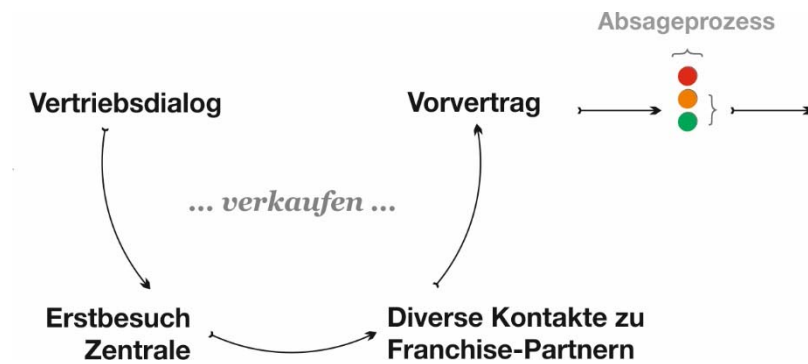 Absageprozess
Vertriebsdialog
Vorvertrag
... verkaufen ...
Erstbesuch
Zentrale
Diverse Kontakte zu
Franchise-Partnern